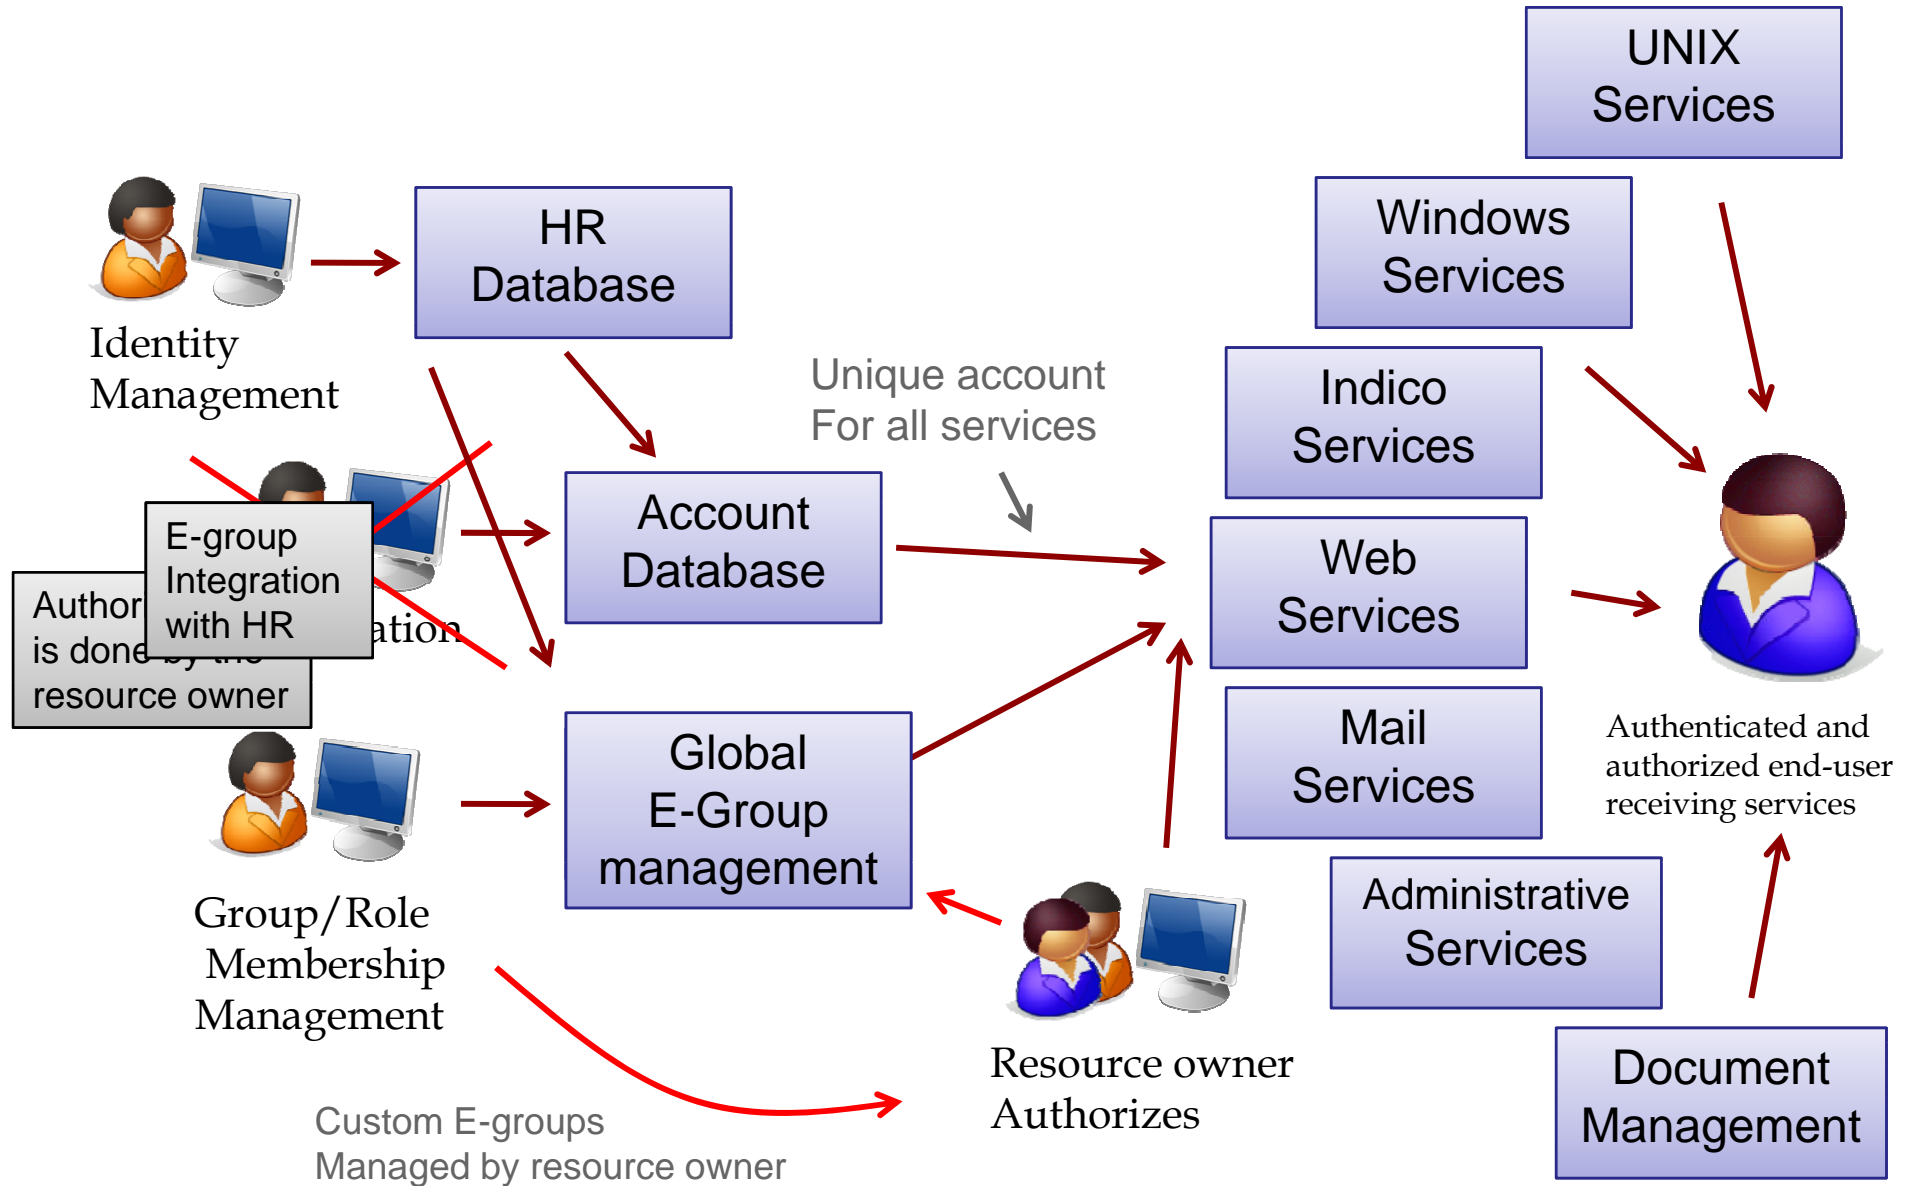 UNIX
Services
Windows
Services
HR
Database
Identity
Management
Unique account
For all services
Indico
Services
E-group
Integration
with HR
Author
is done by the
resource owner
ation
Account
Database
Web
Services
Global
E-Group
management
Mail
Services
Authenticated and
authorized end-user
receiving services
Group/Role
Membership
Management
Administrative
Services
Resource owner
Authorizes
Document
Management
Custom E-groups
Managed by resource owner